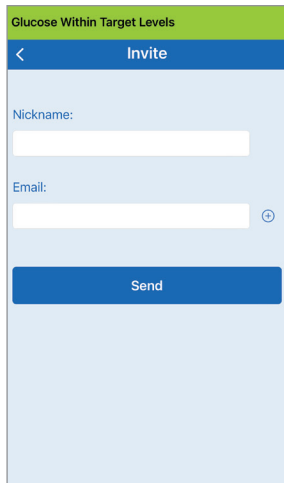 Glucose Within Target Levels
Invite
Nickname:
Email:
Send